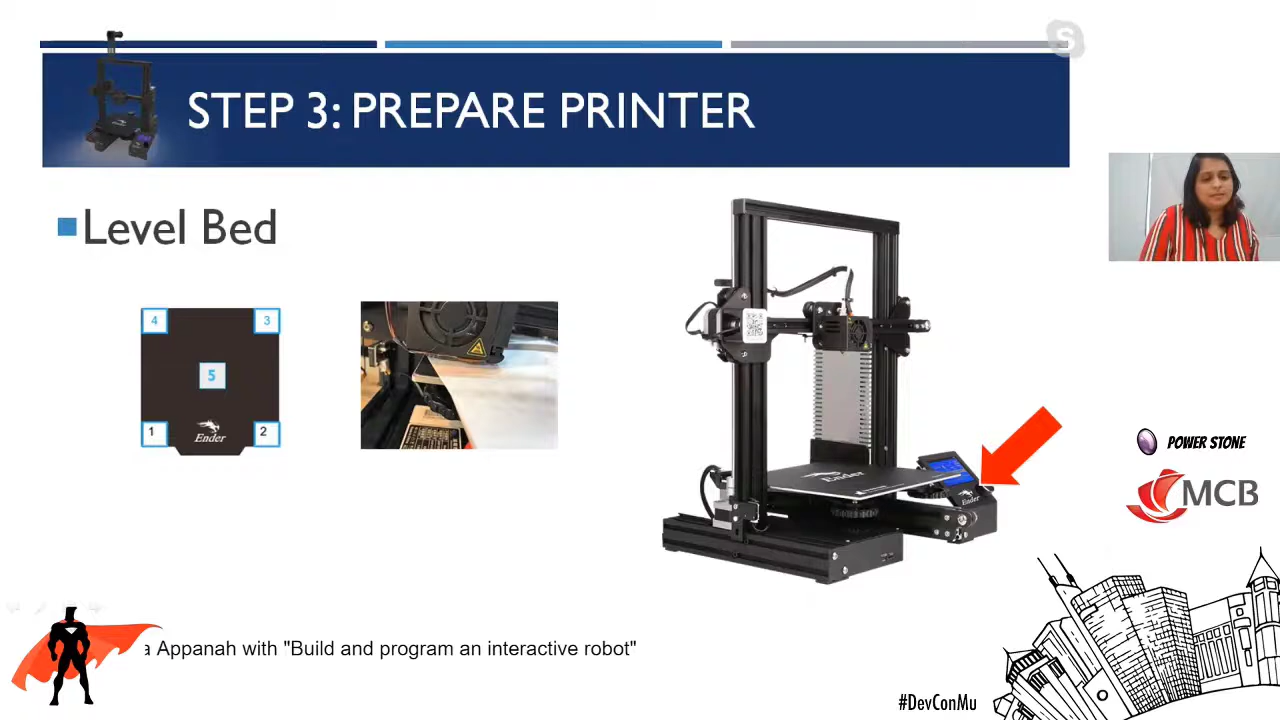 S
STEP 3: PREPARE PRINTER
Level Bed
4
3
5
1
Ender
2
Ender
Ender
POWER STONE
MCB
a Appanah with "Build and program an interactive robot"
#DevConMu